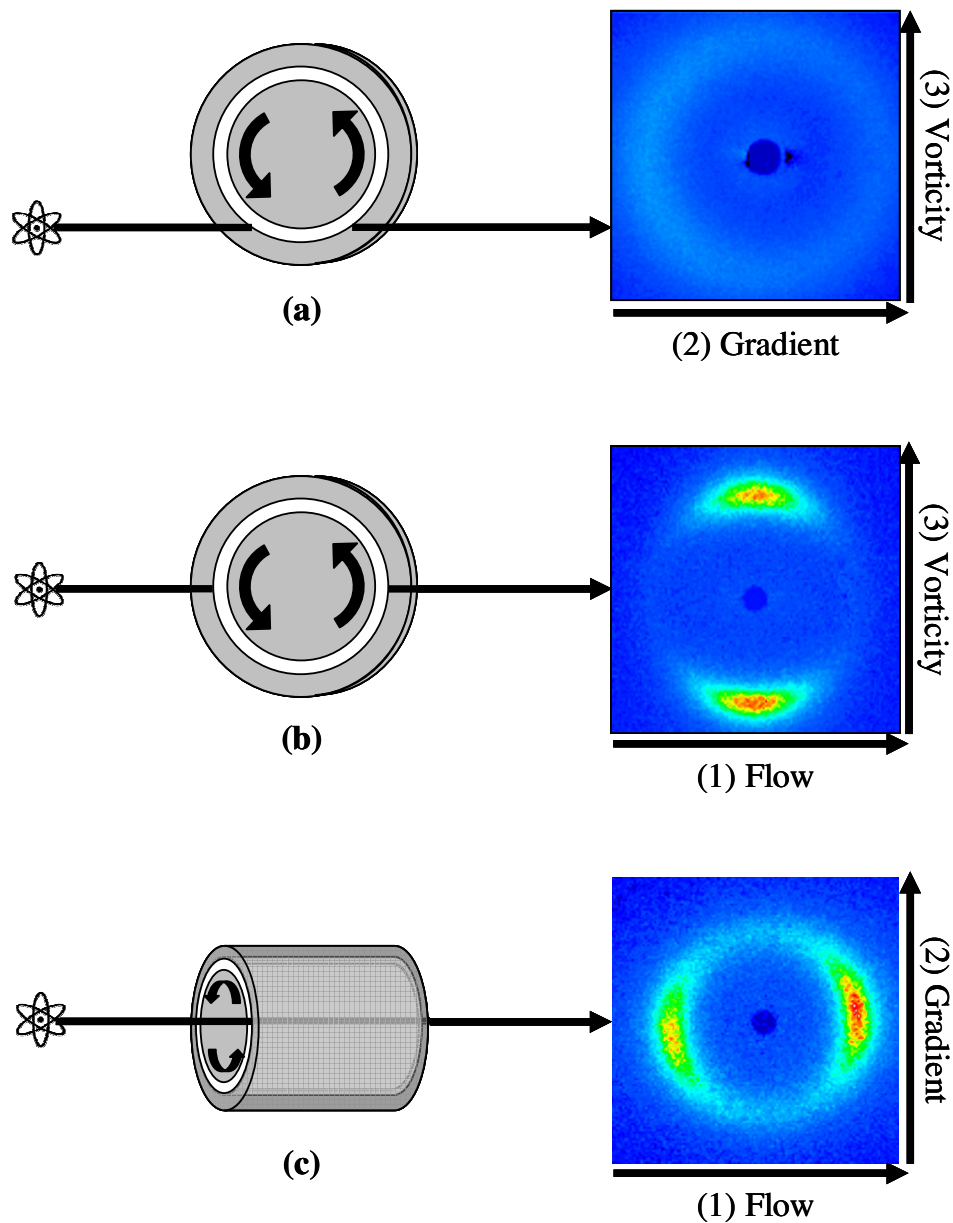 (3) Vorticity
(a)
(2) Gradient
(3) Vorticity
(b)
(1) Flow
(2) Gradient
(c)
(1) Flow